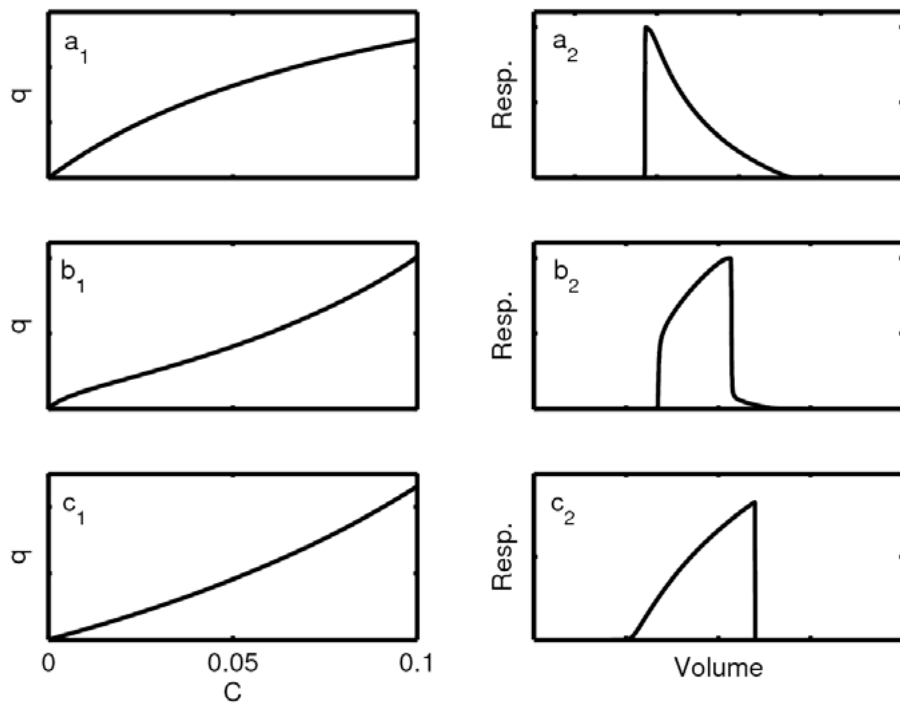 a1
q
a2
Resp.
b1
q
b2
Resp.
c1
q
c2
Resp.
0 0.05 0.1
C
Volume